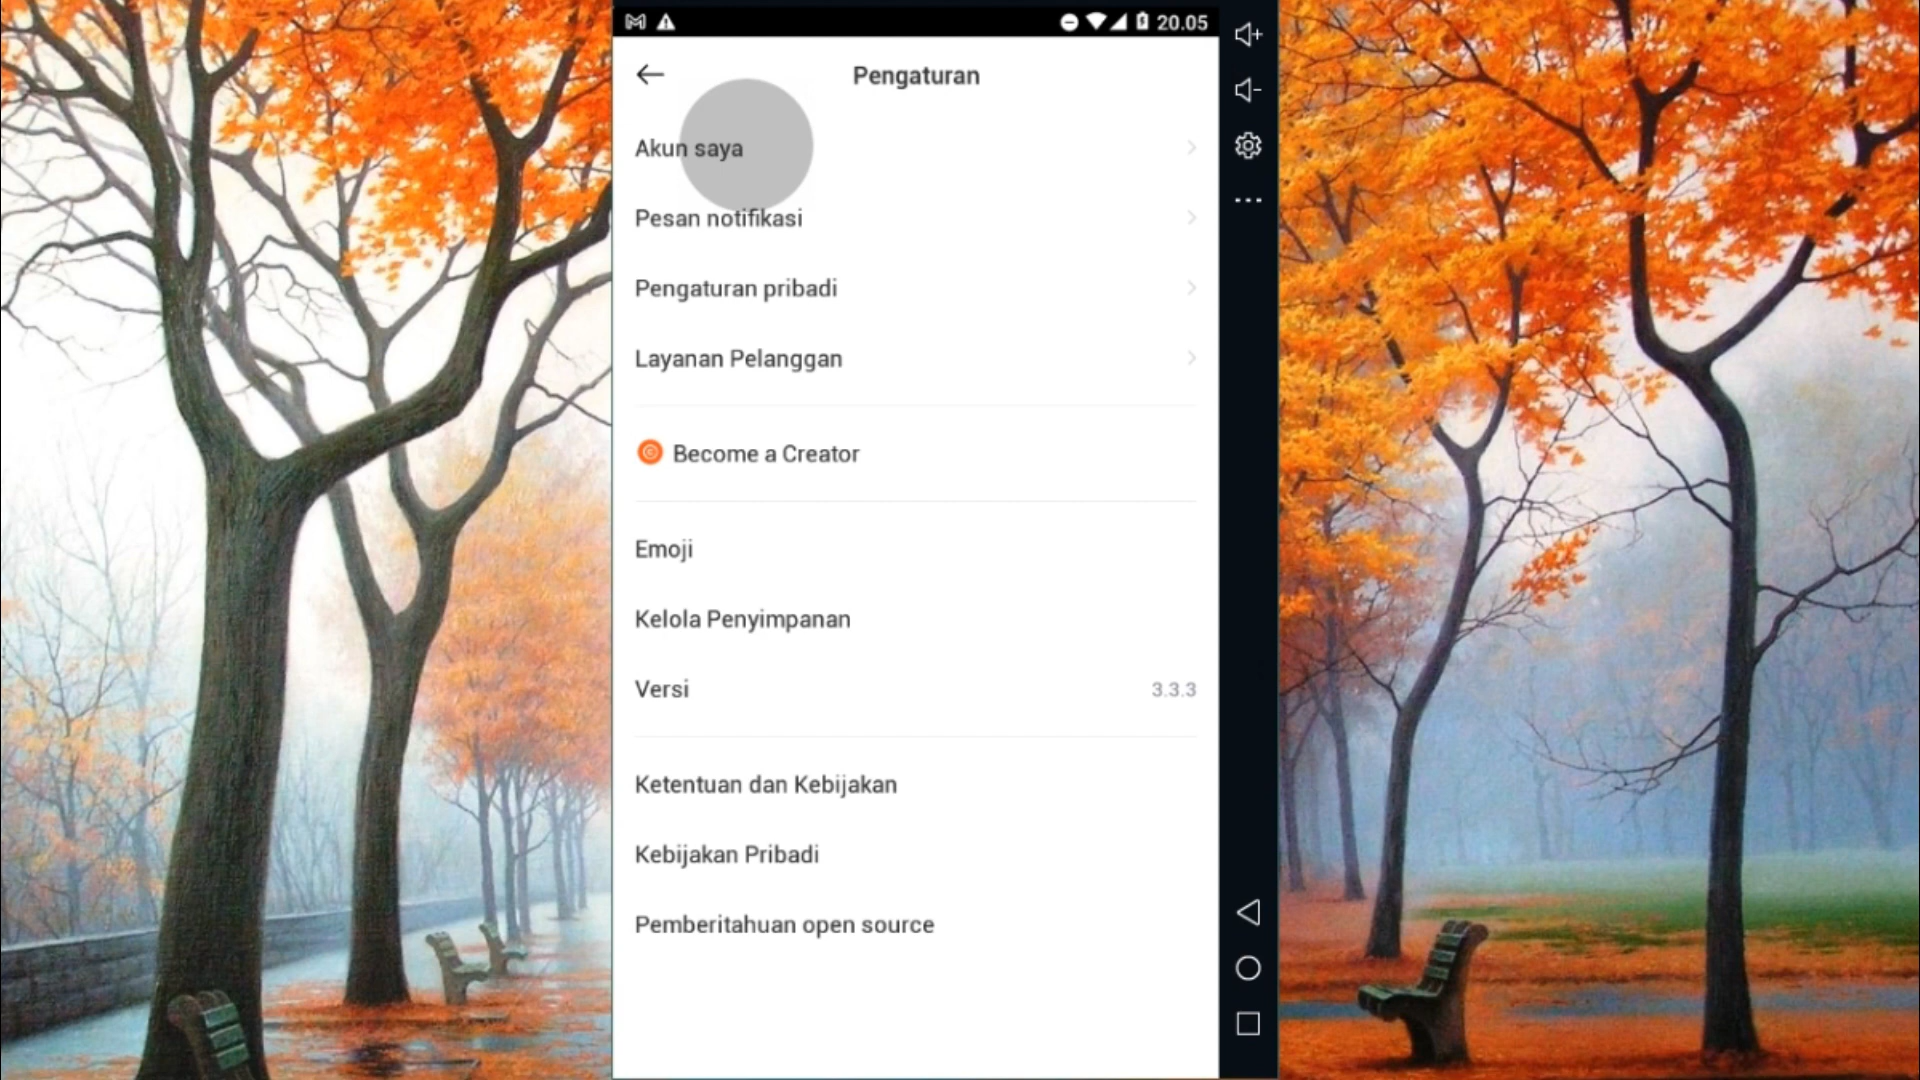 20.05
Pengaturan
Akun saya
Pesan notifikasi
Pengaturan pribadi
Layanan Pelanggan
Become a Creator
Emoji
Kelola Penyimpanan
Versi 3.3.3
Ketentuan dan Kebijakan
Kebijakan Pribadi
Pemberitahuan open source